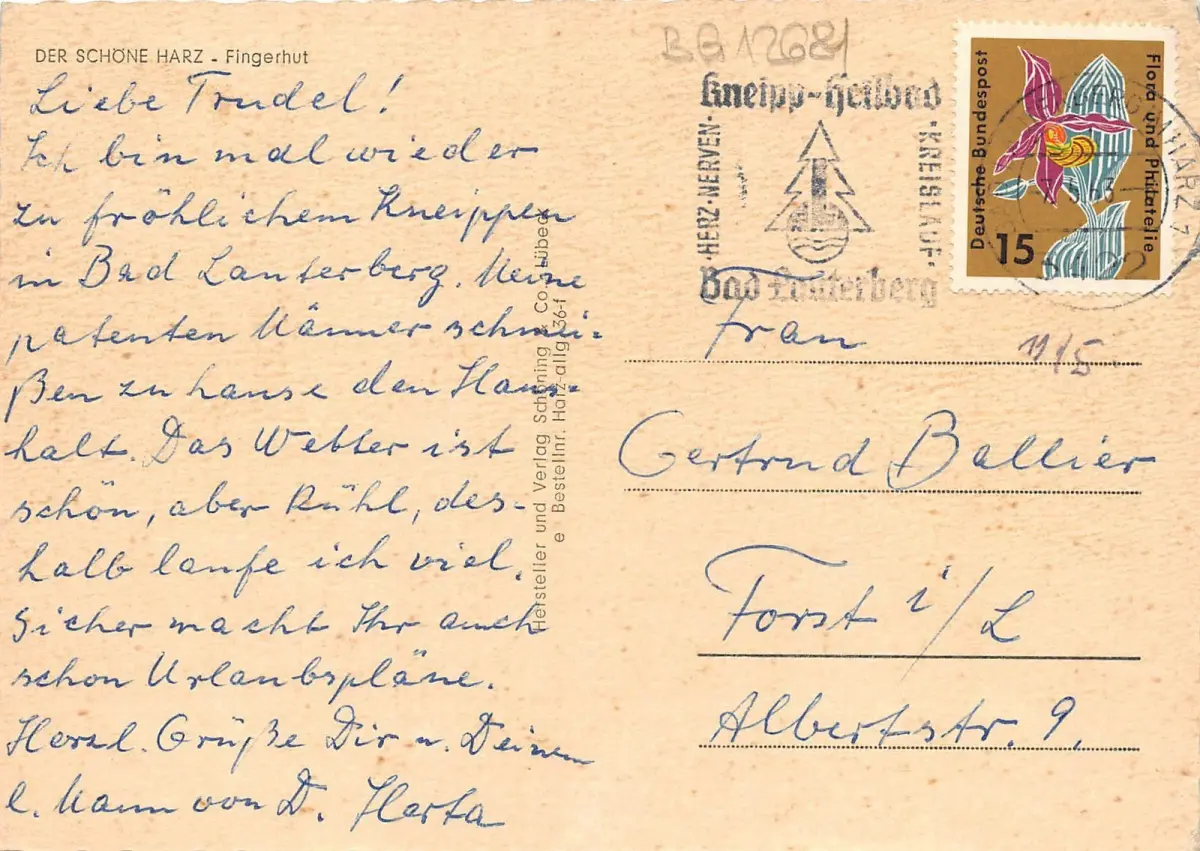 DER SCHÖNE HARZ - Fingerhut
Liebe Trudel!
Ich bin mal wieder
zu fröhlichem Kneippen
in Bad Lauterberg. Meine
patenten Männer schmei-
ßen zuhause den Haus-
halt. Das Wetter ist
schön, aber kühl, des-
halb laufe ich viel.
Sicher macht Ihr auch
schon Urlaubspläne.
Herzl. Grüße Dir u. Deinem
l. Mann von D. Herta
Hersteller und Verlag Schöning & Co., Lübeck
e Bestellnr. Harz-allg. 36-f
BG 12681
Kneipp-Heilbad
·HERZ·NERVEN·
KREISLAUF·
Bad Lauterberg
Deutsche Bundespost
Flora und Philatelie
15
Frau
11/5
Gertrud Ballier
Forst i/L
Albertstr. 9.